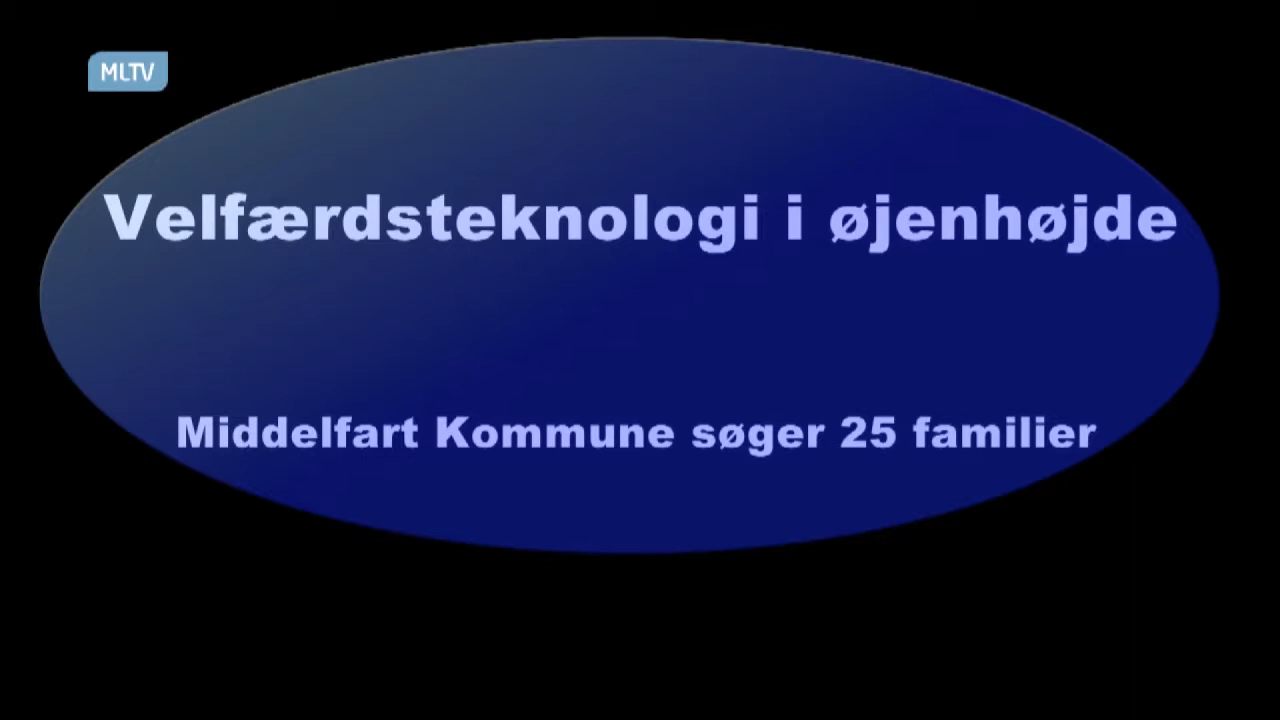 MLTV
Velfærdsteknologi i øjenhøjde
Middelfart Kommune søger 25 familier